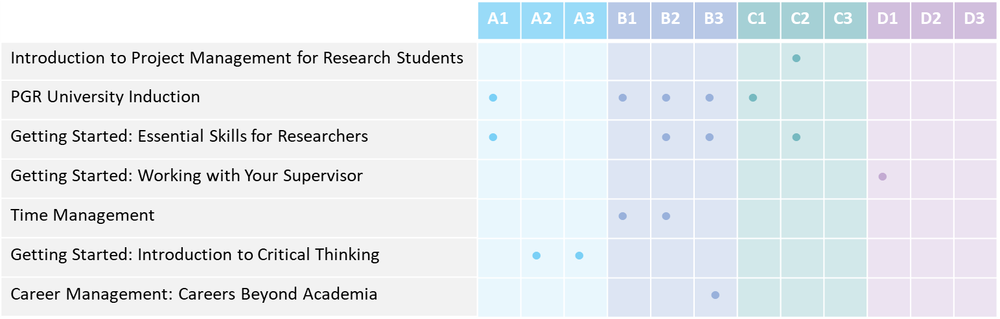 A1 A2 A3 B1 B2 B3 C1 C2 C3 D1 D2 D3
Introduction to Project Management for Research Students
PGR University Induction
Getting Started: Essential Skills for Researchers
Getting Started: Working with Your Supervisor
Time Management
Getting Started: Introduction to Critical Thinking
Career Management: Careers Beyond Academia